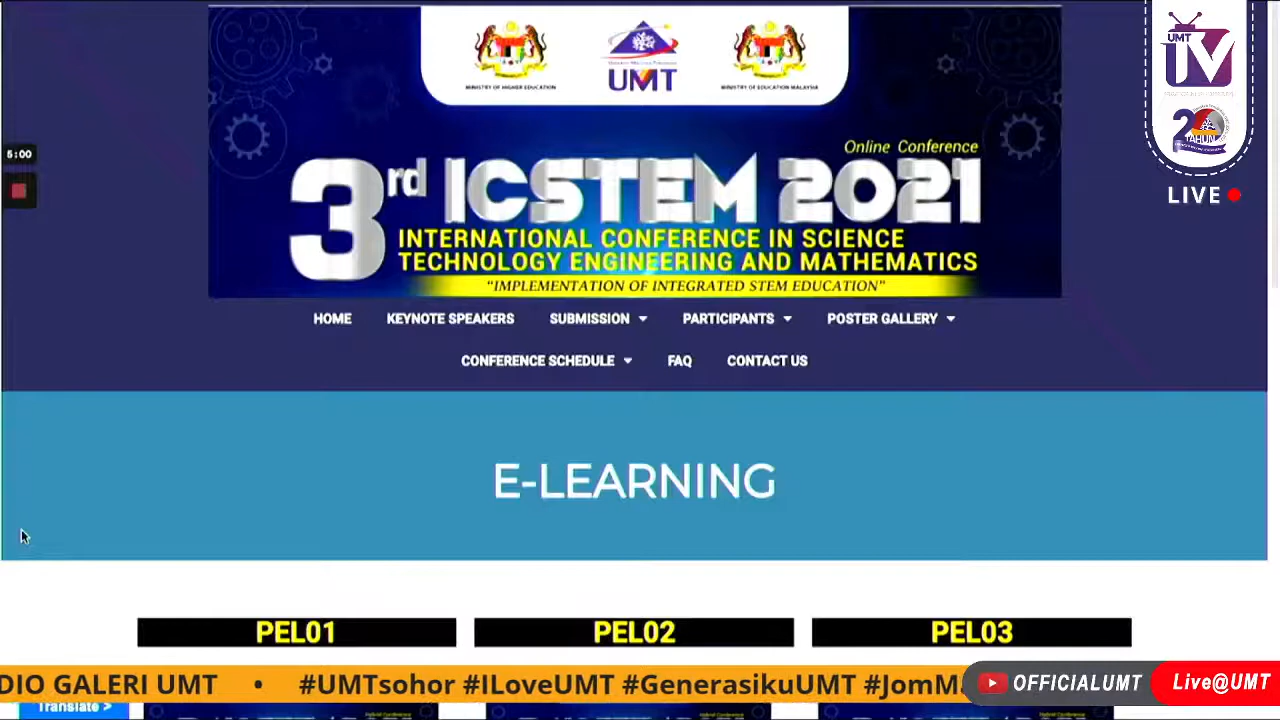 UMT
MINISTRY OF HIGHER EDUCATION
UMT
MINISTRY OF EDUCATION MALAYSIA
TV
20
TAHUN
LIVE
5:00
Online Conference
3rd ICSTEM 2021
INTERNATIONAL CONFERENCE IN SCIENCE
TECHNOLOGY ENGINEERING AND MATHEMATICS
"IMPLEMENTATION OF INTEGRATED STEM EDUCATION"
HOME KEYNOTE SPEAKERS SUBMISSION PARTICIPANTS POSTER GALLERY
CONFERENCE SCHEDULE FAQ CONTACT US
E-LEARNING
PEL01 PEL02 PEL03
DIO GALERI UMT • #UMTsohor #ILoveUMT #GenerasikuUMT #JomM
OFFICIALUMT Live@UMT
Translate >